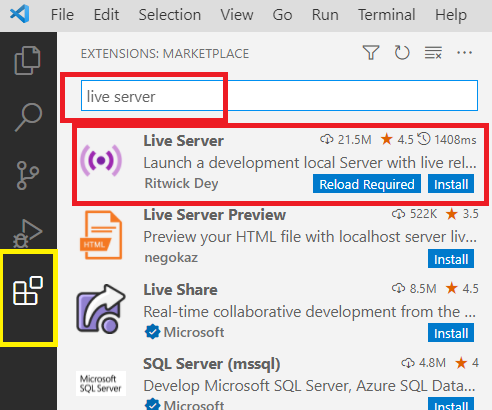 File Edit Selection View Go Run Terminal Help
EXTENSIONS: MARKETPLACE
live server
Live Server 21.5M 4.5 1408ms
Launch a development local Server with live rel...
Ritwick Dey Reload Required Install
Live Server Preview 522K 3.5
Preview your HTML file with localhost server liv...
negokaz Install
HTML
Live Share 8.5M 4.5
Real-time collaborative development from the ...
Microsoft Install
SQL Server (mssql) 4.8M 4
Microsoft
SQL Server
Develop Microsoft SQL Server, Azure SQL Data...
Microsoft Install